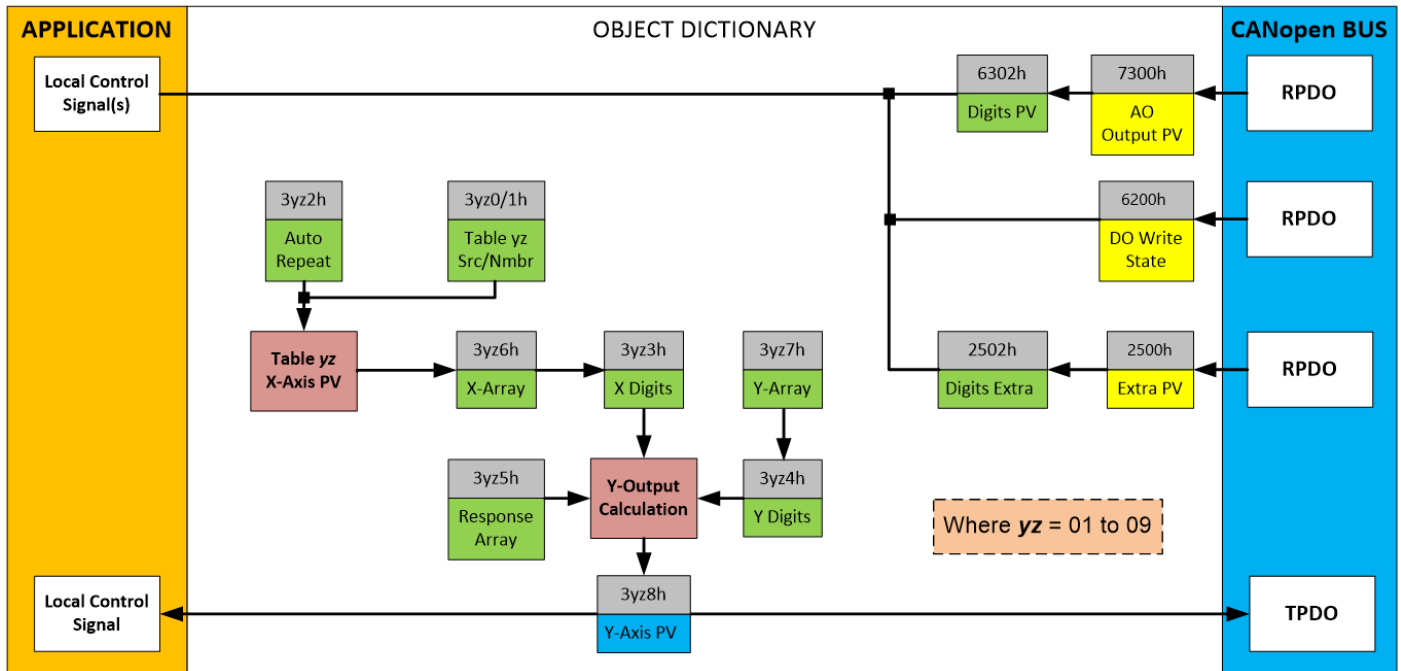 APPLICATION
OBJECT DICTIONARY
CANopen BUS
Local Control
Signal(s)
6302h
Digits PV
7300h
AO
Output PV
RPDO
3yz2h
Auto
Repeat
3yz0/1h
Table yz
Src/Nmbr
6200h
DO Write
State
RPDO
Table yz
X-Axis PV
3yz6h
X-Array
3yz3h
X Digits
3yz7h
Y-Array
2502h
Digits Extra
2500h
Extra PV
RPDO
3yz5h
Response
Array
Y-Output
Calculation
3yz4h
Y Digits
Where yz = 01 to 09
Local Control
Signal
3yz8h
Y-Axis PV
TPDO